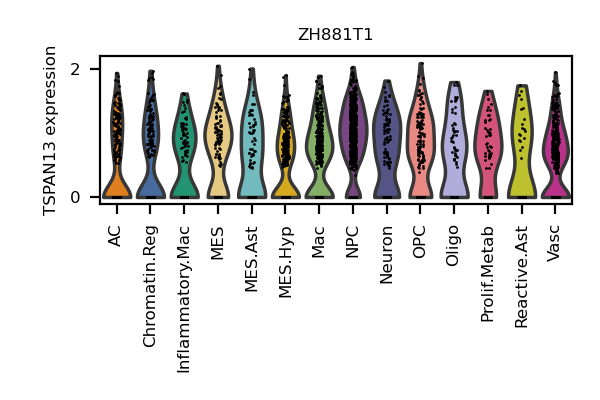 ZH881T1
TSPAN13 expression
2
0
AC
Chromatin.Reg
Inflammatory.Mac
MES
MES.Ast
MES.Hyp
Mac
NPC
Neuron
OPC
Oligo
Prolif.Metab
Reactive.Ast
Vasc